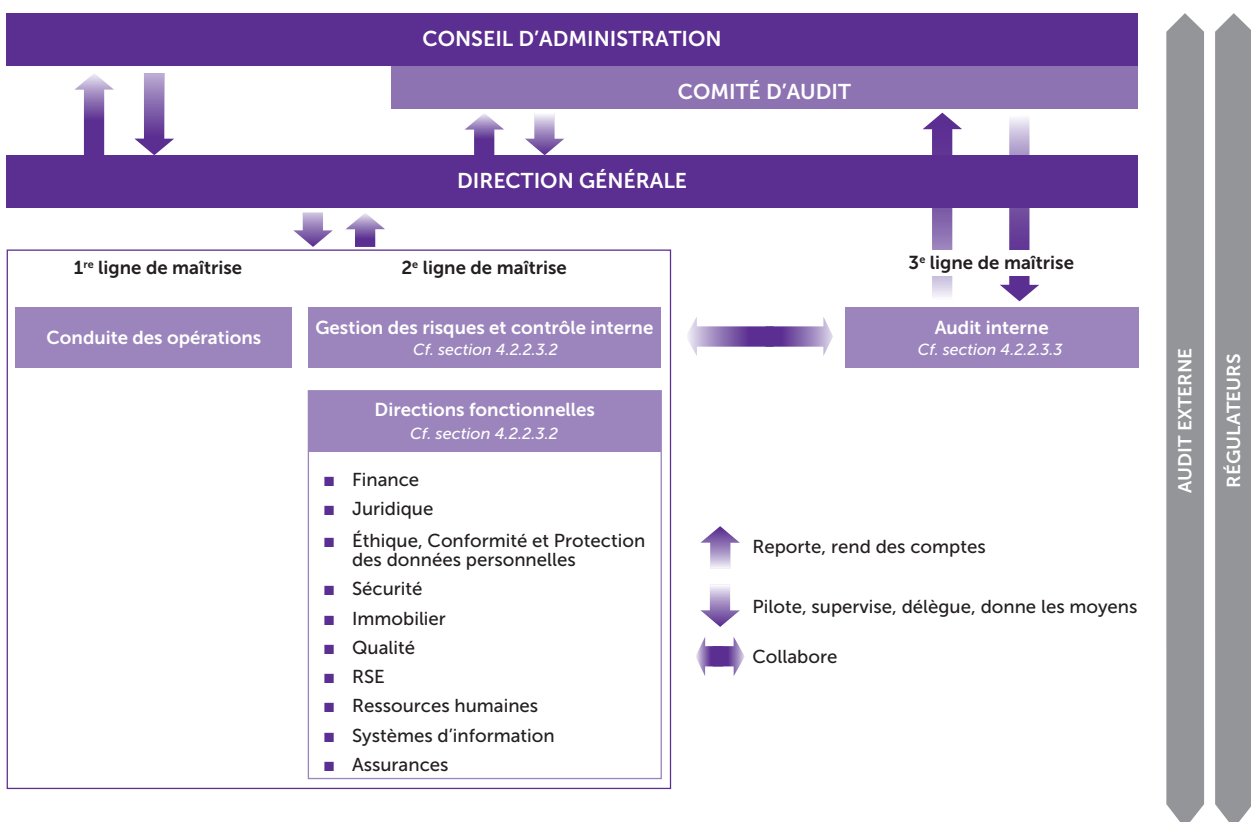 CONSEIL D'ADMINISTRATION
COMITÉ D'AUDIT
DIRECTION GÉNÉRALE
1re ligne de maîtrise
2e ligne de maîtrise
3e ligne de maîtrise
Conduite des opérations
Gestion des risques et contrôle interne
Cf. section 4.2.2.3.2
Audit interne
Cf. section 4.2.2.3.3
Directions fonctionnelles
Cf. section 4.2.2.3.2
■ Finance
■ Juridique
■ Éthique, Conformité et Protection
des données personnelles
■ Sécurité
■ Immobilier
■ Qualité
■ RSE
■ Ressources humaines
■ Systèmes d'information
■ Assurances
Reporte, rend des comptes
Pilote, supervise, délègue, donne les moyens
Collabore
AUDIT EXTERNE
RÉGULATEURS